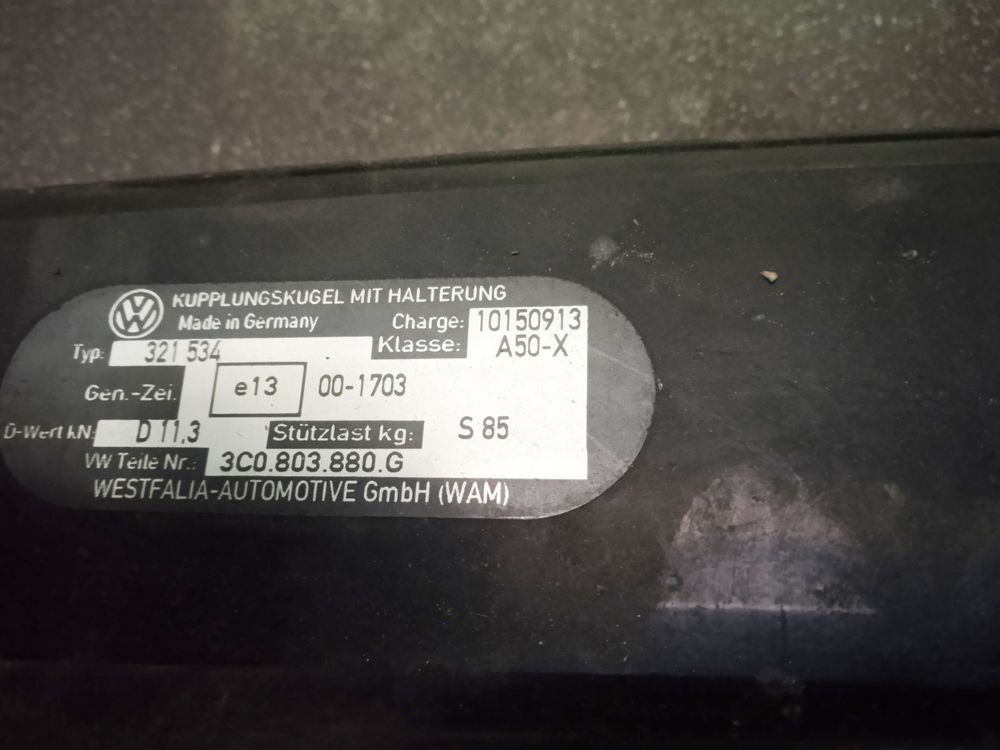 KUPPLUNGSKUGEL MIT HALTERUNG
Made in Germany Charge: 10150913
Typ: 321 534 Klasse: A50-X
Gen.-Zei. e13 00-1703
D-Wert kN: D 11,3 Stützlast kg: S 85
VW Teile Nr.: 3C0.803.880.G
WESTFALIA-AUTOMOTIVE GmbH (WAM)